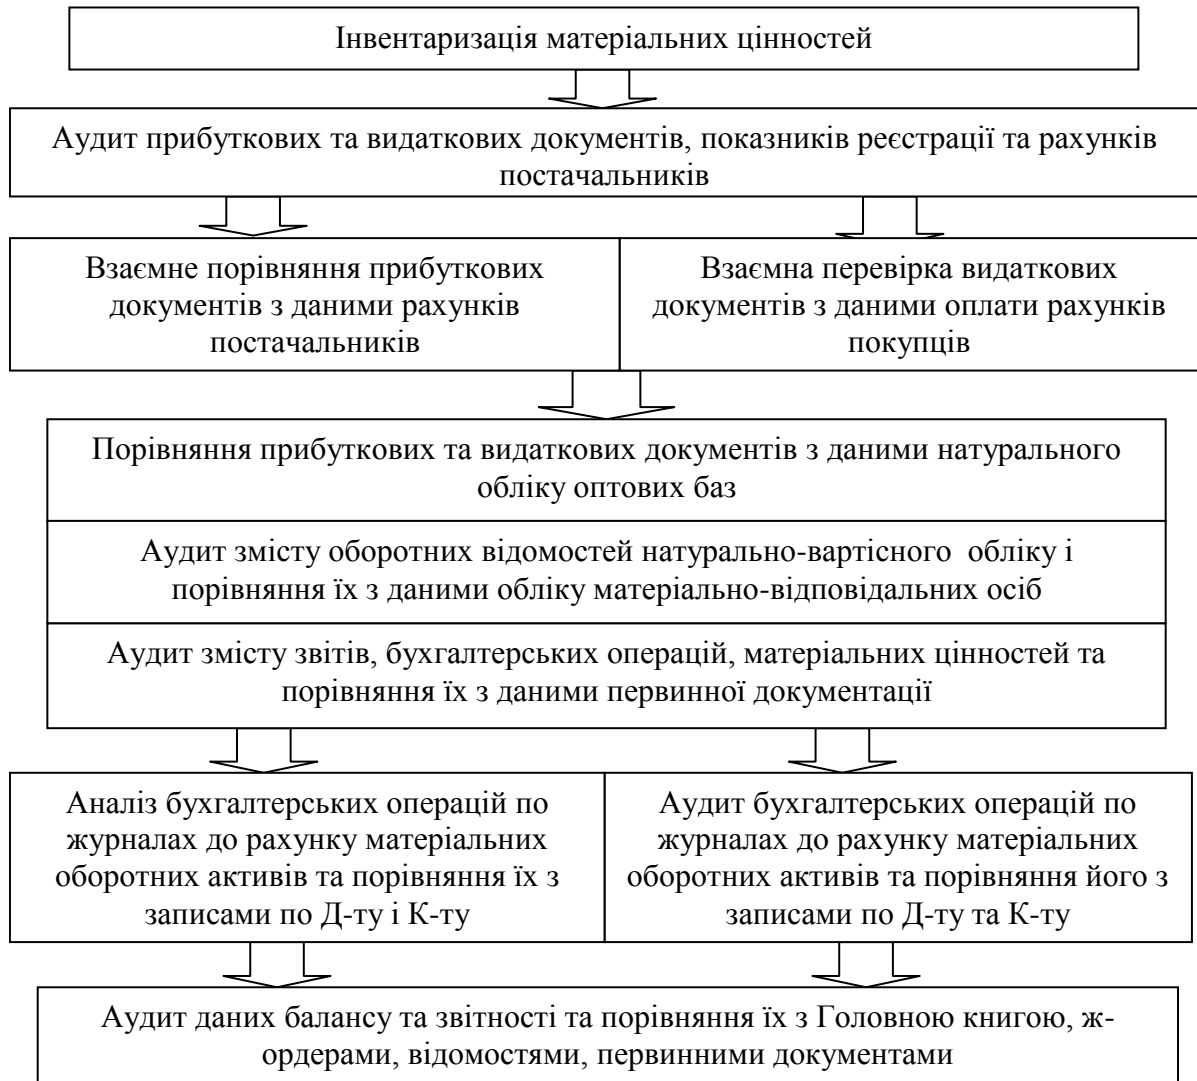 Інвентаризація матеріальних цінностей
Аудит прибуткових та видаткових документів, показників реєстрації та рахунків
постачальників
Взаємне порівняння прибуткових
документів з даними рахунків
постачальників
Взаємна перевірка видаткових
документів з даними оплати рахунків
покупців
Порівняння прибуткових та видаткових документів з даними натурального
обліку оптових баз
Аудит змісту оборотних відомостей натурально-вартісного обліку і
порівняння їх з даними обліку матеріально-відповідальних осіб
Аудит змісту звітів, бухгалтерських операцій, матеріальних цінностей та
порівняння їх з даними первинної документації
Аналіз бухгалтерських операцій по
журналах до рахунку матеріальних
оборотних активів та порівняння їх з
записами по Д-ту і К-ту
Аудит бухгалтерських операцій по
журналах до рахунку матеріальних
оборотних активів та порівняння його з
записами по Д-ту та К-ту
Аудит даних балансу та звітності та порівняння їх з Головною книгою, ж-
ордерами, відомостями, первинними документами